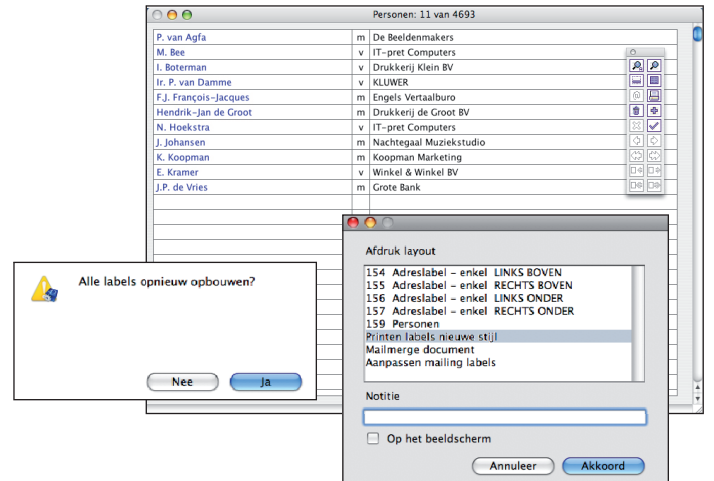 Personen: 11 van 4693
P. van Agfa m De Beeldenmakers
M. Bee v IT-pret Computers
I. Boterman v Drukkerij Klein BV
Ir. P. van Damme v KLUWER
F.J. François-Jacques m Engels Vertaalburo
Hendrik-Jan de Groot m Drukkerij de Groot BV
N. Hoekstra v IT-pret Computers
J. Johansen m Nachtegaal Muziekstudio
K. Koopman m Koopman Marketing
E. Kramer v Winkel & Winkel BV
J.P. de Vries m Grote Bank
Alle labels opnieuw opbouwen?
Nee Ja
Afdruk layout
154 Adreslabel - enkel LINKS BOVEN
155 Adreslabel - enkel RECHTS BOVEN
156 Adreslabel - enkel LINKS ONDER
157 Adreslabel - enkel RECHTS ONDER
159 Personen
Printen labels nieuwe stijl
Mailmerge document
Aanpassen mailing labels
Notitie
Op het beeldscherm
Annuleer Akkoord